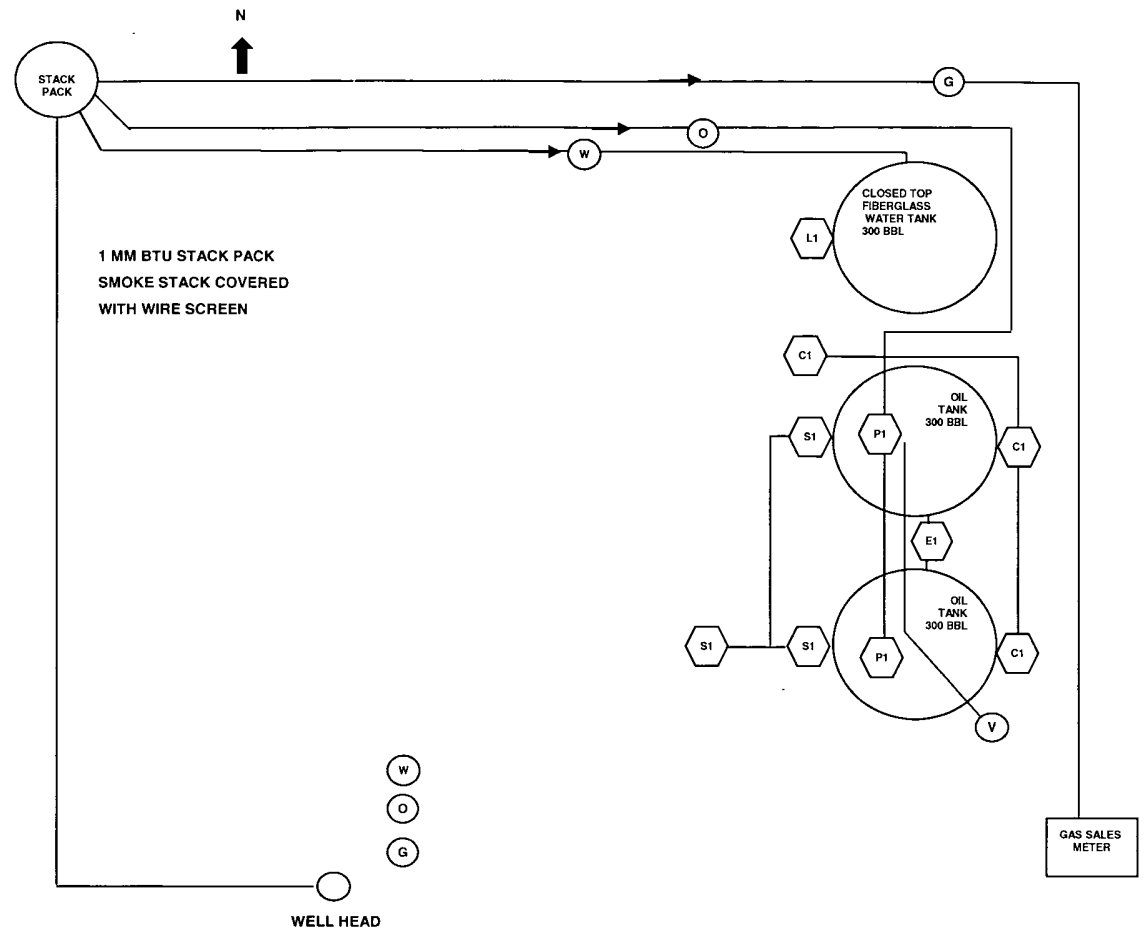 N
STACK
PACK
G
O
W
CLOSED TOP
FIBERGLASS
WATER TANK
300 BBL
L1
1 MM BTU STACK PACK
SMOKE STACK COVERED
WITH WIRE SCREEN
C1
OIL
TANK
300 BBL
S1
P1
C1
E1
OIL
TANK
300 BBL
S1
S1
P1
C1
V
W
O
G
GAS SALES
METER
WELL HEAD